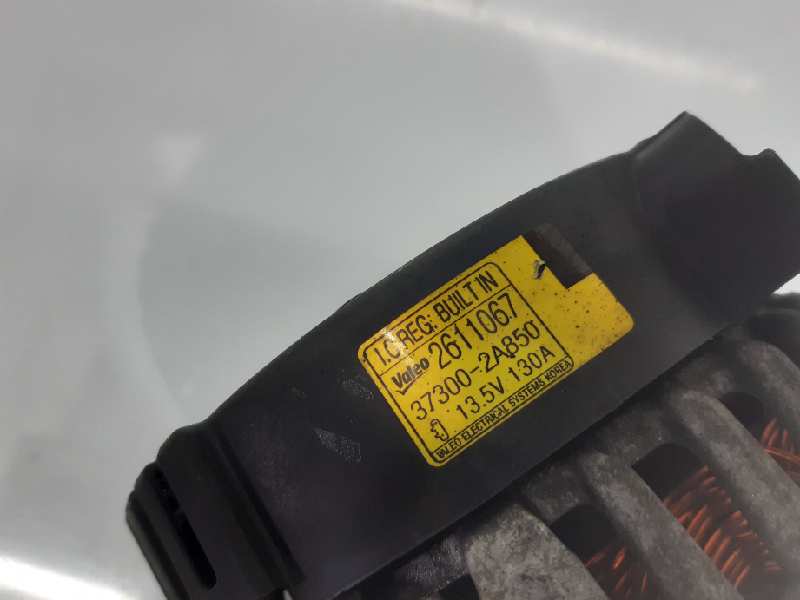 I.C REG: BUILT IN
Valeo 2611067
37300-2A850
13.5V 130A
VALEO ELECTRICAL SYSTEMS KOREA